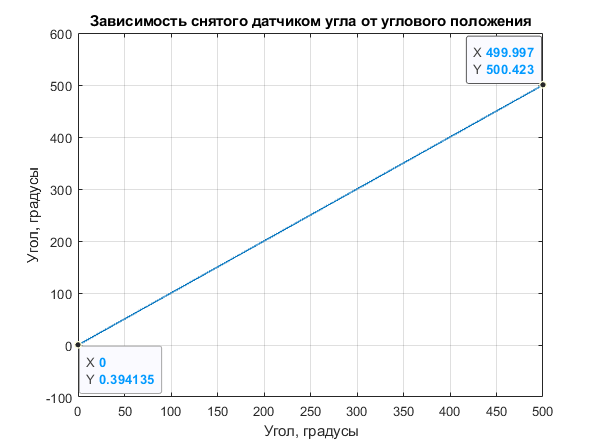 Зависимость снятого датчиком угла от углового положения
600
500
400
300
200
100
0
-100
Угол, градусы
X 499.997
Y 500.423
X 0
Y 0.394135
0 50 100 150 200 250 300 350 400 450 500
Угол, градусы